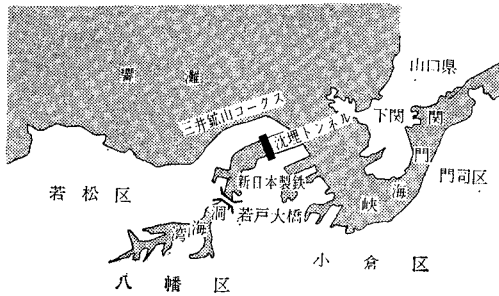 響灘
山口県
三井鉱山コークス
沈埋トンネル
下関
関門海峡
門司区
若松区
新日本製鉄
洞海湾
若戸大橋
小倉区
八幡区